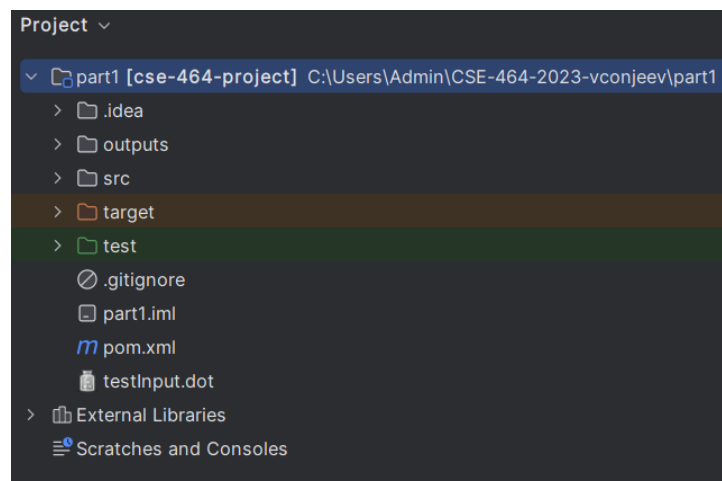 Project
part1 [cse-464-project] C:\Users\Admin\CSE-464-2023-vconjeev\part1
.idea
outputs
src
target
test
.gitignore
part1.iml
m pom.xml
testInput.dot
External Libraries
Scratches and Consoles